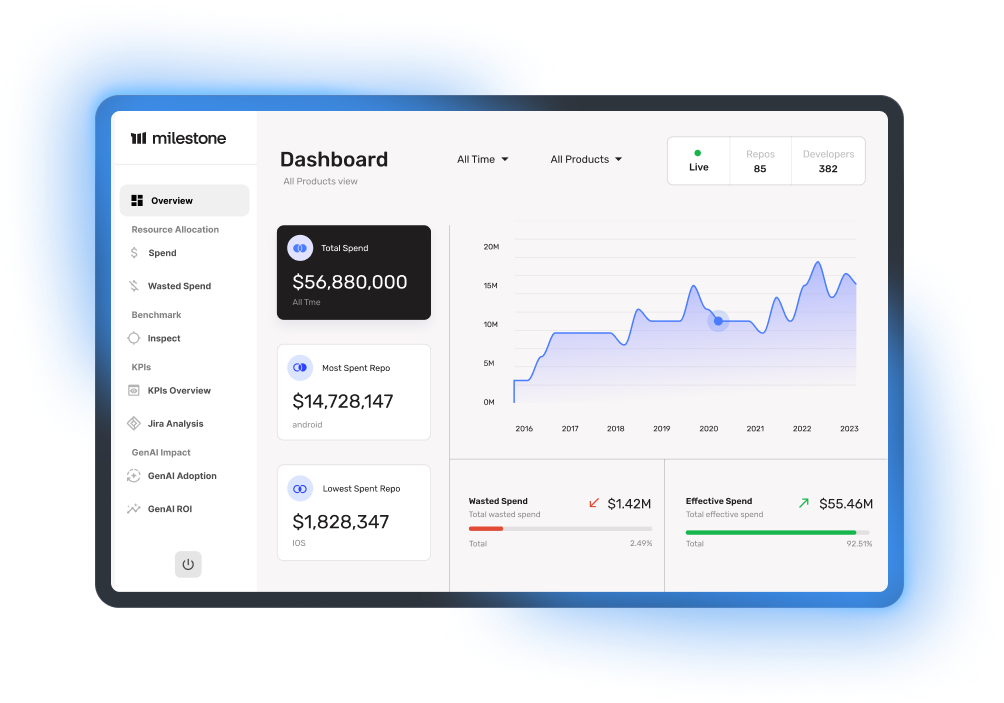 milestone
Overview
Resource Allocation
Spend
Wasted Spend
Benchmark
Inspect
KPIs
KPIs Overview
Jira Analysis
GenAI Impact
GenAI Adoption
GenAI ROI
Dashboard
All Products view
All Time
All Products
Live
Repos
85
Developers
382
Total Spend
$56,880,000
All Tme
Most Spent Repo
$14,728,147
android
Lowest Spent Repo
$1,828,347
IOS
20M
15M
10M
5M
0M
2016 2017 2018 2019 2020 2021 2022 2023
Wasted Spend
$1.42M
Total wasted spend
Total
2.49%
Effective Spend
$55.46M
Total effective spend
Total
92.51%